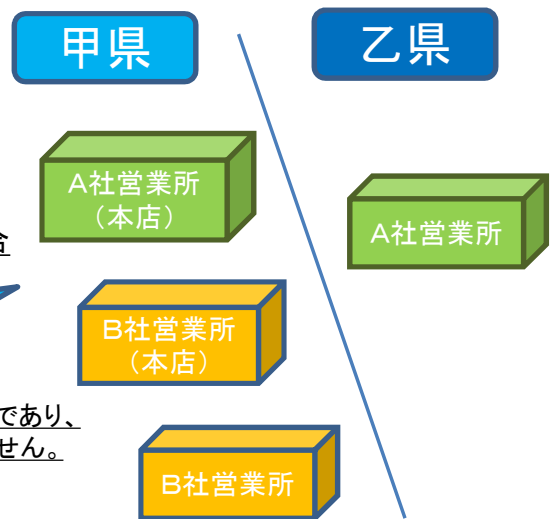 甲県
乙県
A社営業所
（本店）
A社営業所
合
B社営業所
（本店）
であり、
せん。
B社営業所